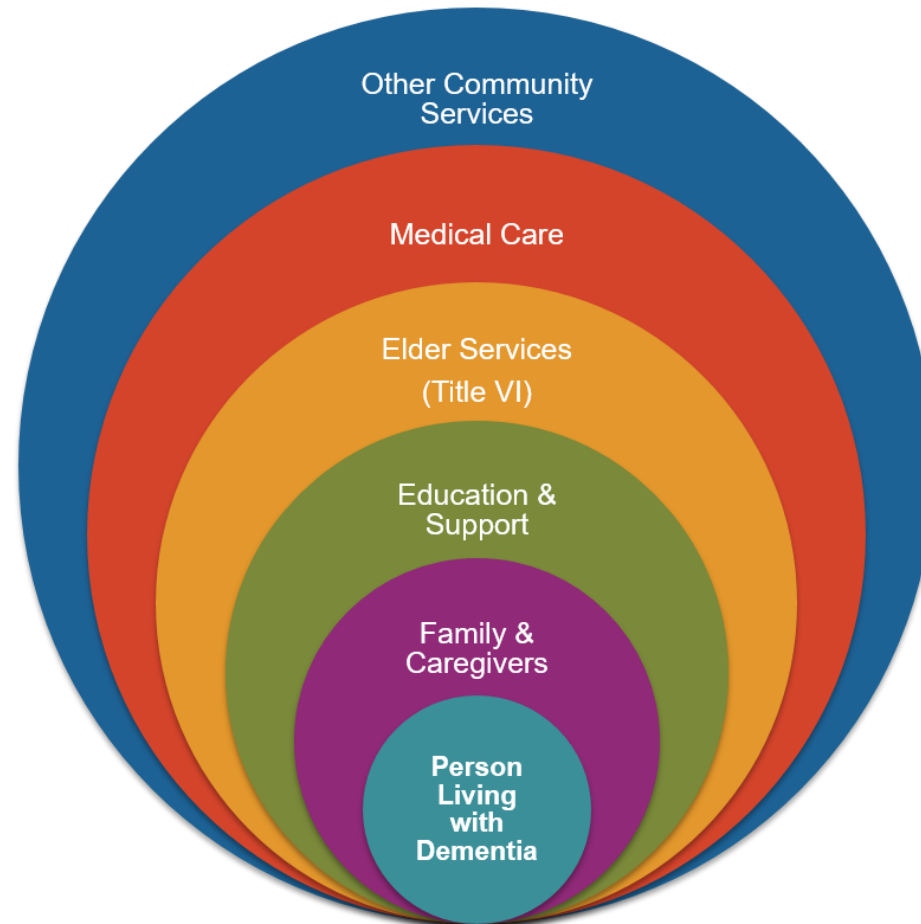 Other Community
Services
Medical Care
Elder Services
(Title VI)
Education &
Support
Family &
Caregivers
Person
Living
with
Dementia